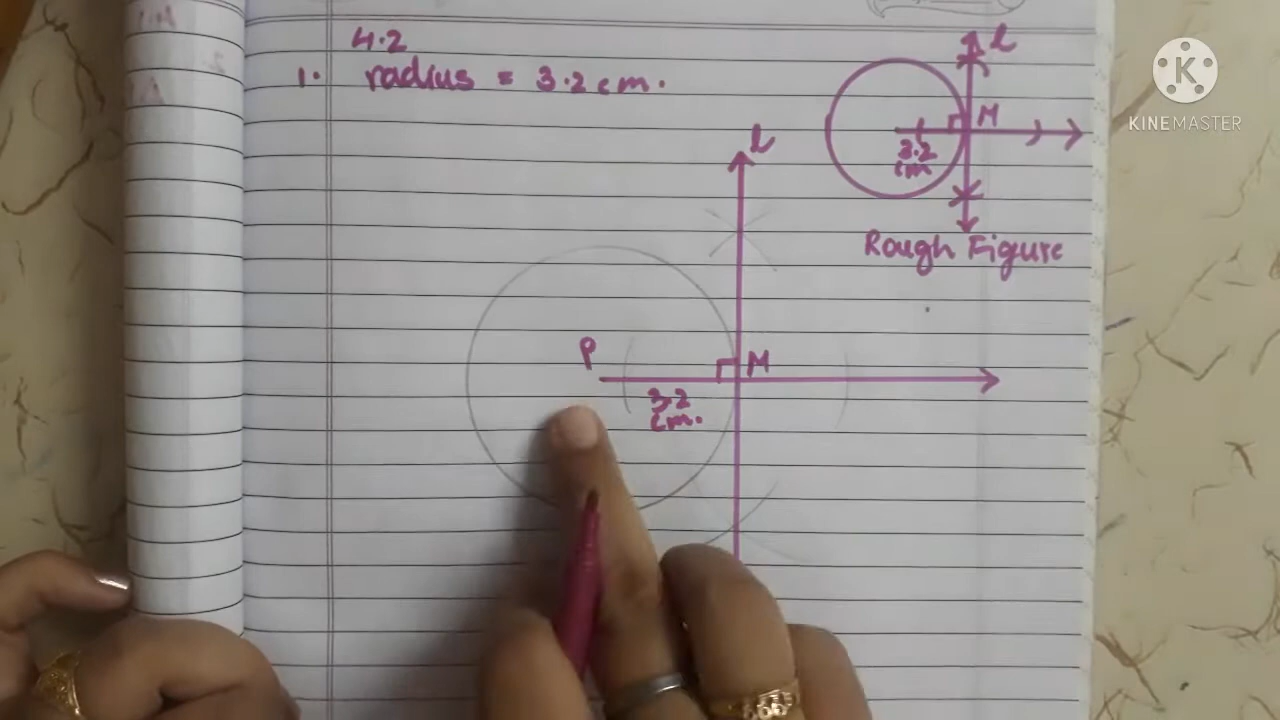 4.2
1. radius = 3.2 cm.
l
M
3.2
cm
Rough Figure
l
P
M
3.2
cm.
K
KINEMASTER